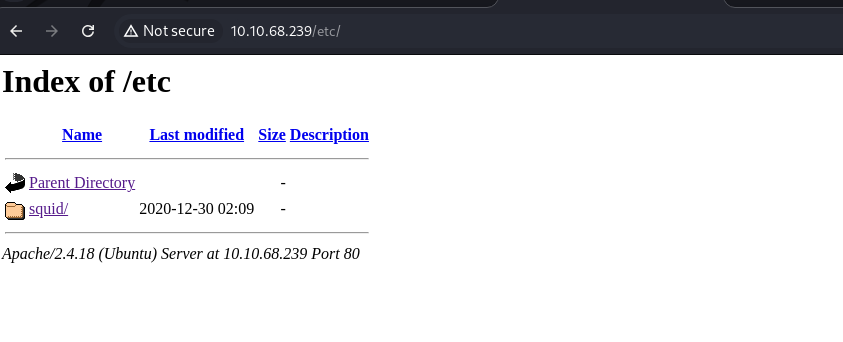 Not secure 10.10.68.239/etc/
Index of /etc
Name Last modified Size Description
Parent Directory -
squid/ 2020-12-30 02:09 -
Apache/2.4.18 (Ubuntu) Server at 10.10.68.239 Port 80